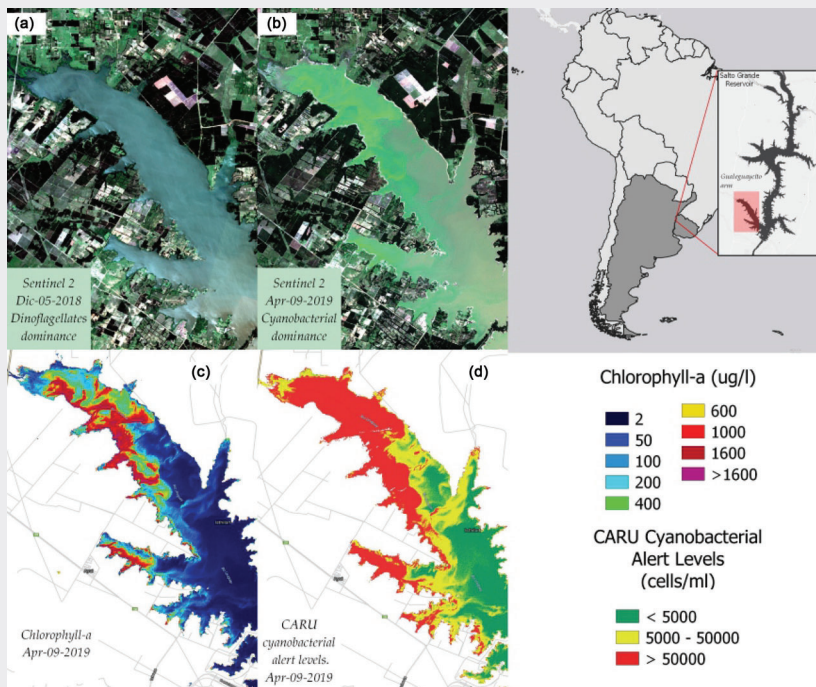 (a)
Sentinel 2
Dic-05-2018
Dinoflagellates
dominance
(b)
Sentinel 2
Apr-09-2019
Cyanobacterial
dominance
Salto Grande
Reservoir
Gualeguaycito
arm
(c)
Chlorophyll-a
Apr-09-2019
(d)
CARU
cyanobacterial
alert levels.
Apr-09-2019
Chlorophyll-a (ug/l)
2
50
100
200
400
600
1000
1600
>1600
CARU Cyanobacterial
Alert Levels
(cells/ml)
< 5000
5000 - 50000
> 50000